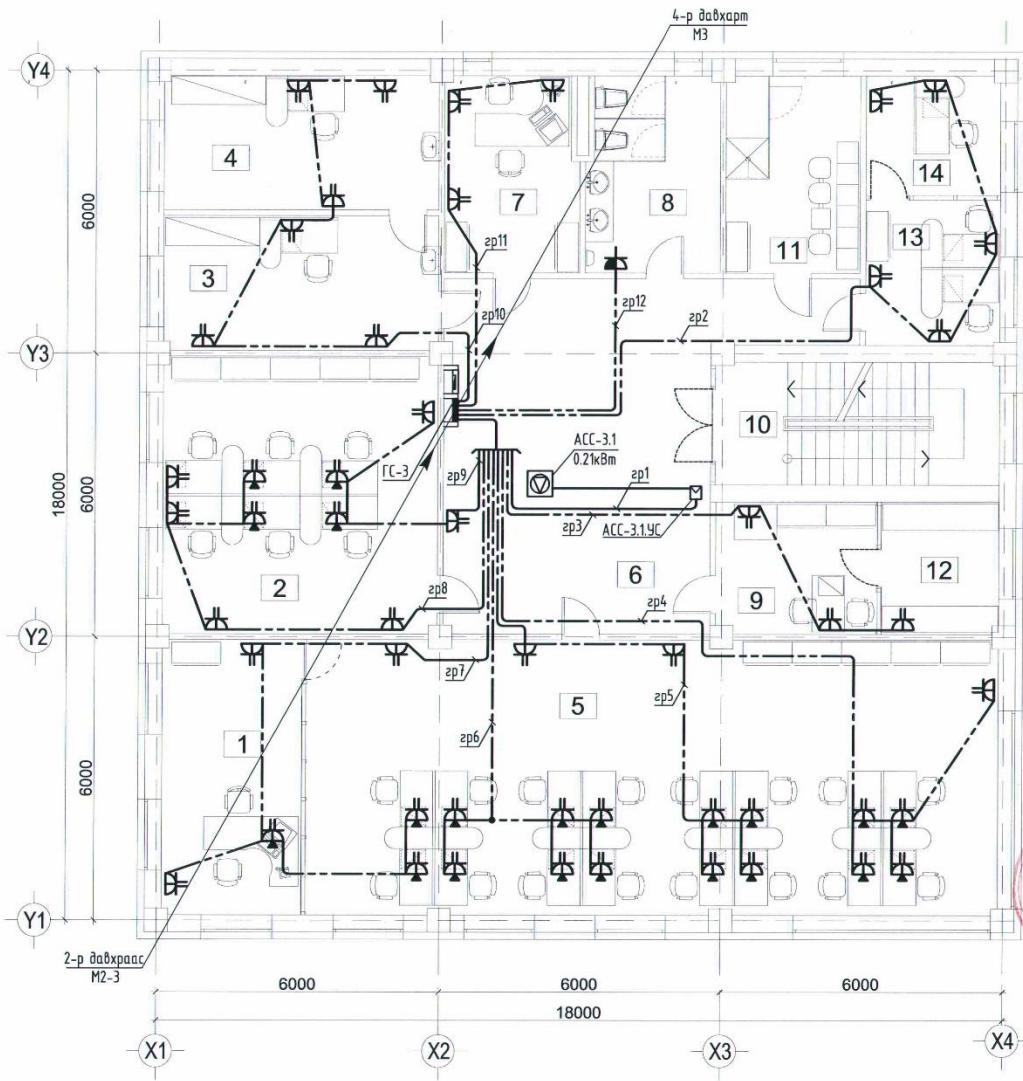 4-р давхарт
М3
Y4
6000
4
7
8
14
11
13
3
гр11
гр12
гр2
гр10
Y3
18000
6000
10
АСС-3.1
0.21кВт
ГС-3
гр9
гр1
гр3
АСС-3.1.УС
2
6
12
9
гр8
гр4
Y2
гр7
гр5
5
гр6
1
6000
Y1
2-р давхраас
М2-3
6000
6000
6000
18000
X1
X2
X3
X4